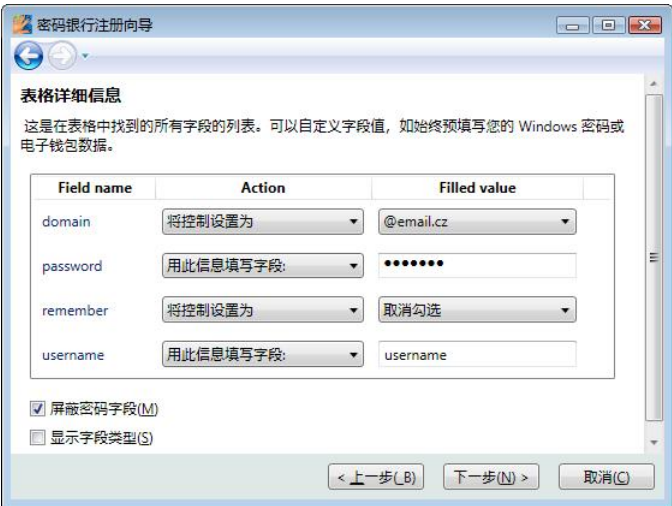 密码银行注册向导
表格详细信息
这是在表格中找到的所有字段的列表。可以自定义字段值，如始终预填写您的 Windows 密码或
电子钱包数据。
Field name Action Filled value
domain 将控制设置为 @email.cz
password 用此信息填写字段: •••••••
remember 将控制设置为 取消勾选
username 用此信息填写字段: username
屏蔽密码字段(M)
显示字段类型(S)
< 上一步(_B) 下一步(N) > 取消(C)